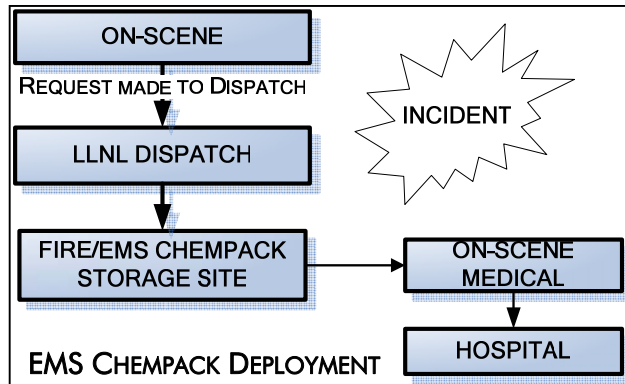 ON-SCENE
REQUEST MADE TO DISPATCH
INCIDENT
LLNL DISPATCH
FIRE/EMS CHEMPACK
STORAGE SITE
ON-SCENE
MEDICAL
HOSPITAL
EMS CHEMPACK DEPLOYMENT